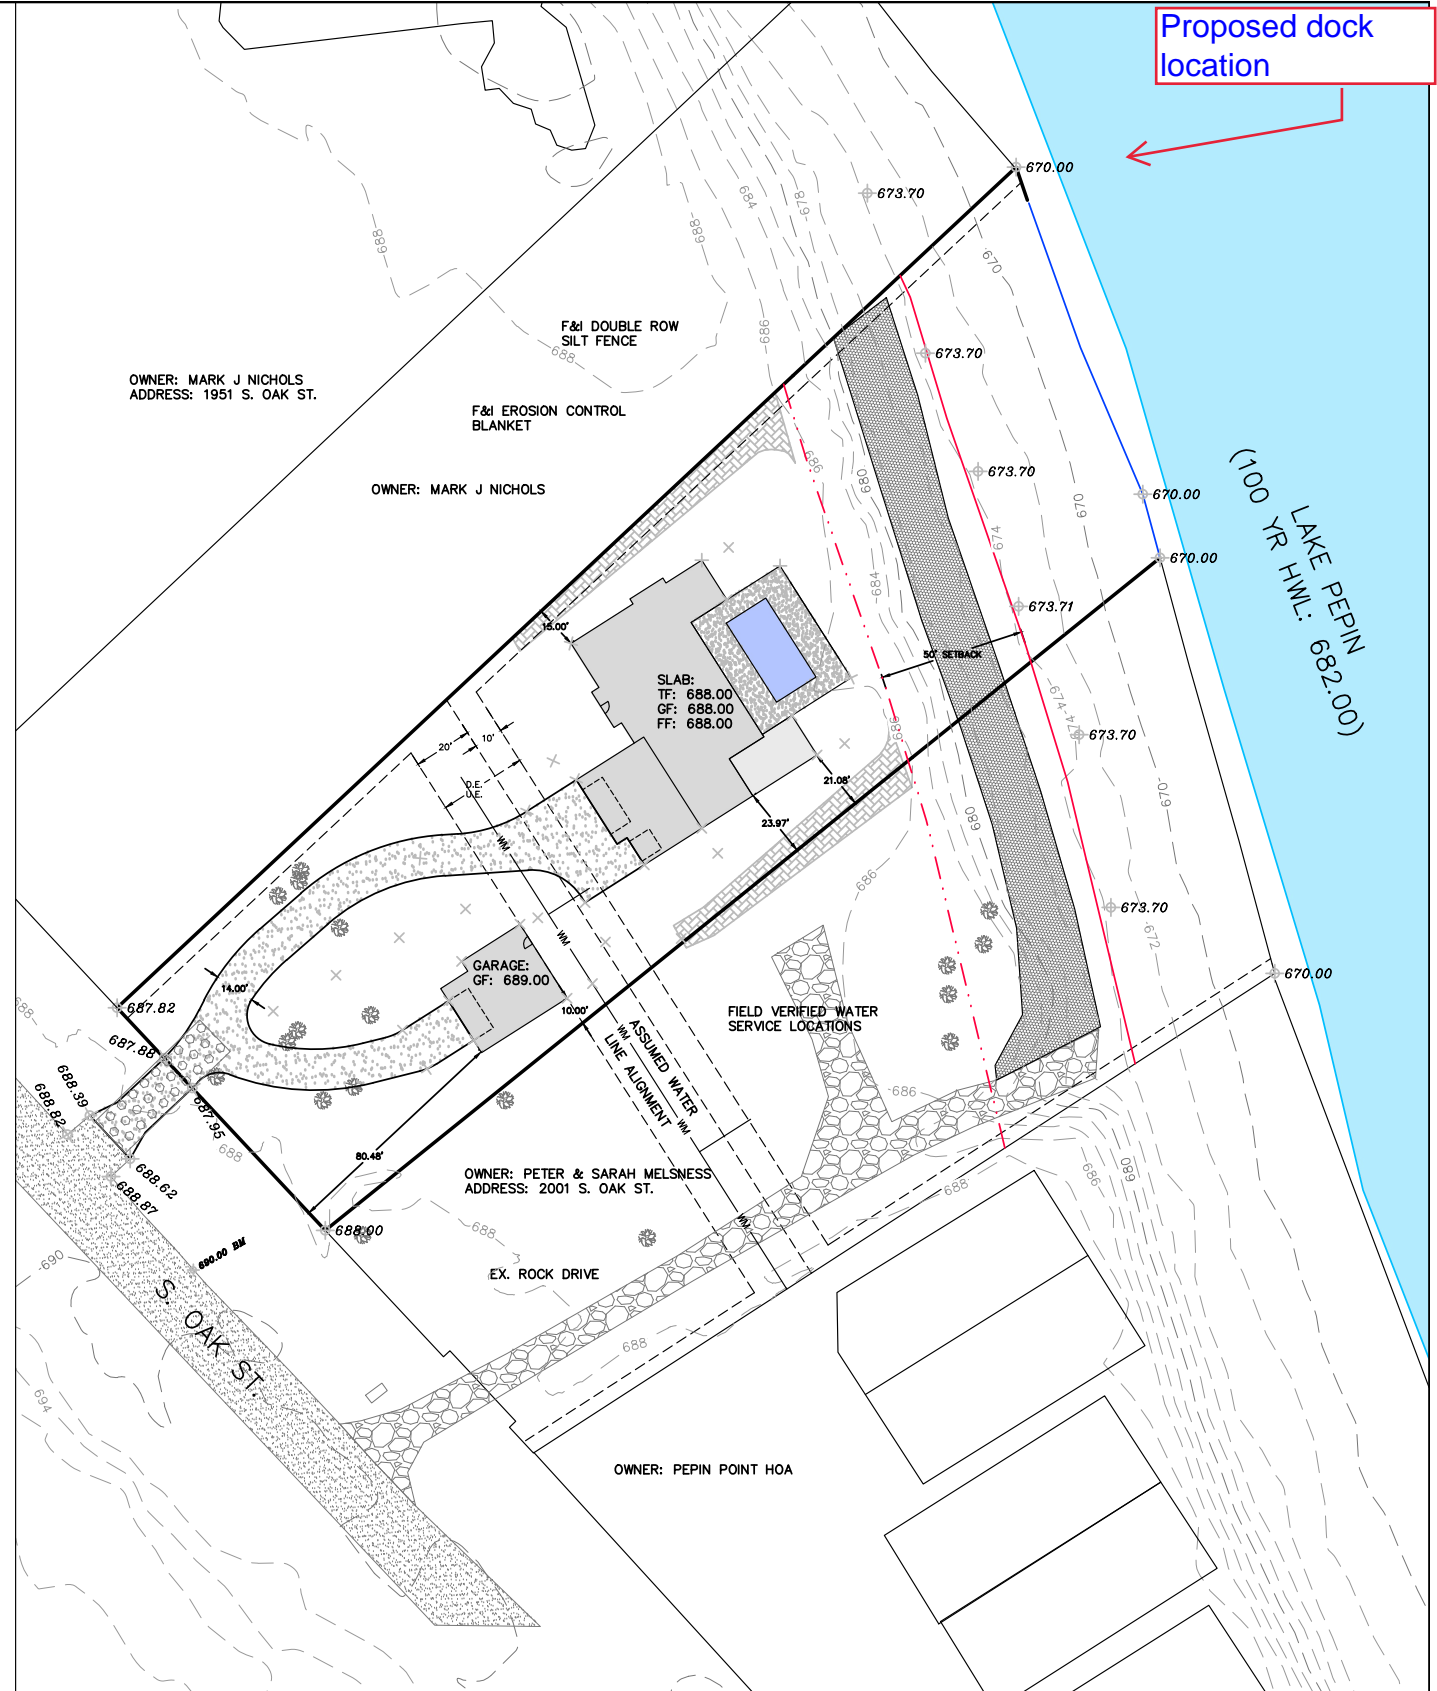 Proposed dock
location
670.00
673.70
684
678
688
688
670
686
F&I DOUBLE ROW
SILT FENCE
688
673.70
OWNER: MARK J NICHOLS
ADDRESS: 1951 S. OAK ST.
F&I EROSION CONTROL
BLANKET
686
680
673.70
OWNER: MARK J NICHOLS
670.00
670
LAKE PEPIN
(100 YR HWL: 682.00)
674
670.00
684
673.71
15.00'
50' SETBACK
SLAB:
TF: 688.00
GF: 688.00
FF: 688.00
674
674
673.70
686
20'
10'
D.E.
U.E.
21.08'
23.97'
670
680
WM
686
673.70
672
WM
GARAGE:
GF: 689.00
670.00
14.00'
10.00'
687.82
688
FIELD VERIFIED WATER
SERVICE LOCATIONS
ASSUMED WATER
LINE ALIGNMENT
WM
WM
687.88
688.39
688.82
687.95
686
688
80.48'
OWNER: PETER & SARAH MELSNESS
ADDRESS: 2001 S. OAK ST.
688.62
688.87
686
680
688
688.00
688
WM
690.00 BM
690
EX. ROCK DRIVE
S. OAK ST.
688
694
OWNER: PEPIN POINT HOA